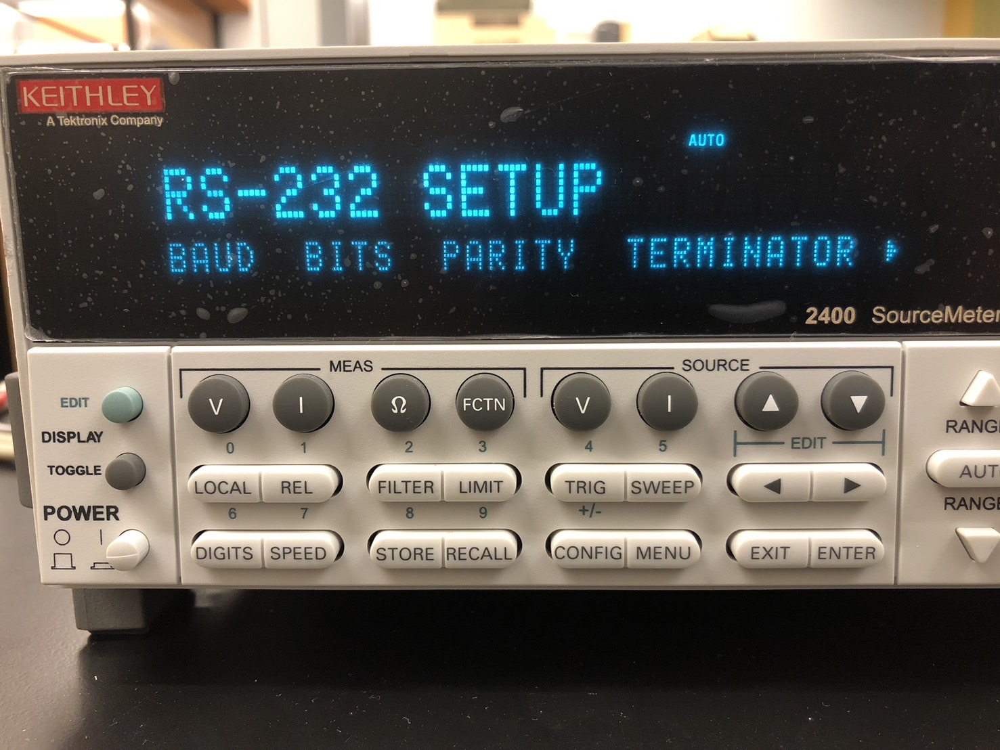 KEITHLEY
A Tektronix Company
AUTO
RS-232 SETUP
BAUD BITS PARITY TERMINATOR ▶
2400 SourceMeter
MEAS
SOURCE
EDIT
V I Ω FCTN V I ▲ ▼
DISPLAY
0 1 2 3 4 5 EDIT
RANGE
TOGGLE
LOCAL REL FILTER LIMIT TRIG SWEEP ◀ ▶
AUT
POWER
6 7 8 9 +/-
RANGE
DIGITS SPEED STORE RECALL CONFIG MENU EXIT ENTER